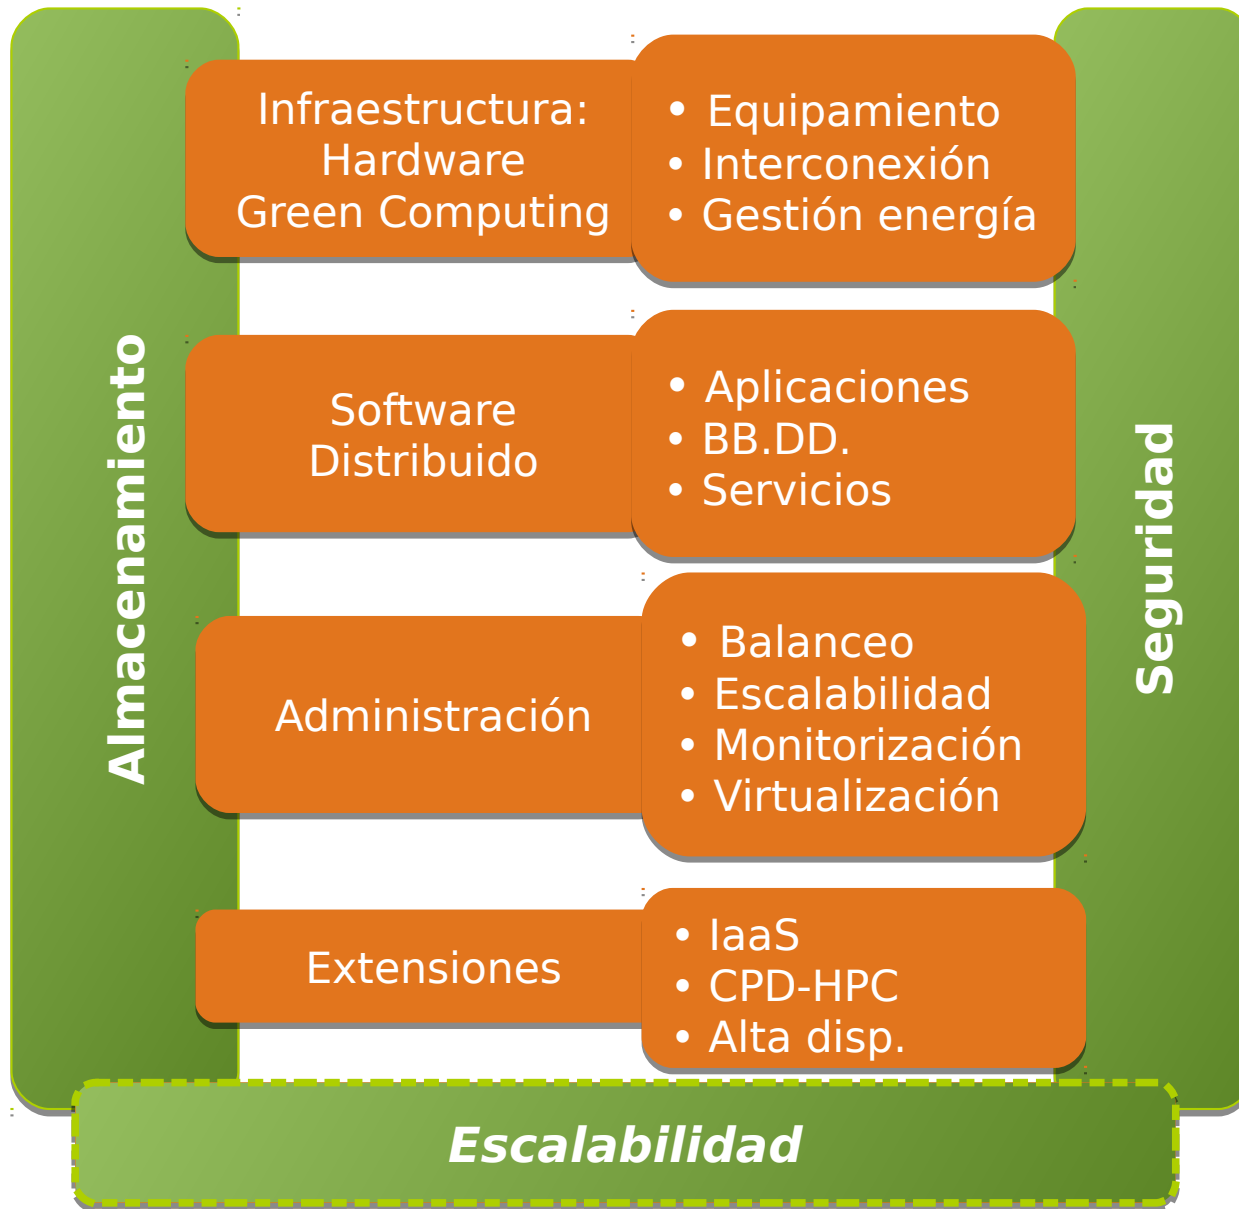 Almacenamiento
Infraestructura:
Hardware
Green Computing
• Equipamiento
• Interconexión
• Gestión energía
Software
Distribuido
• Aplicaciones
• BB.DD.
• Servicios
Administración
• Balanceo
• Escalabilidad
• Monitorización
• Virtualización
Extensiones
• IaaS
• CPD-HPC
• Alta disp.
Seguridad
Escalabilidad